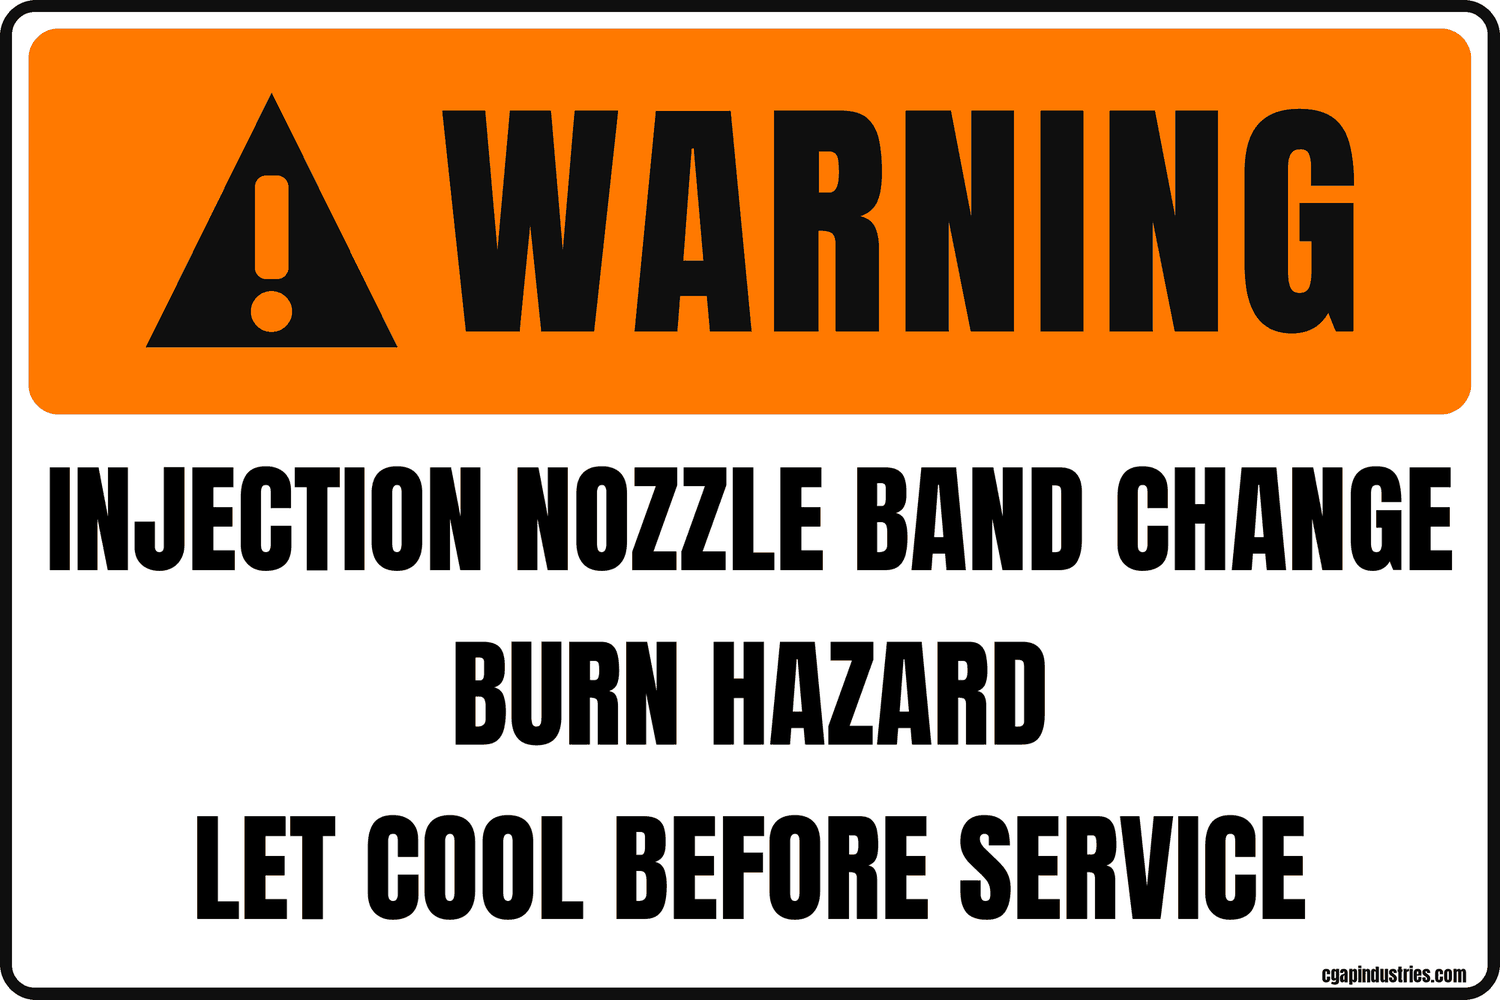 WARNING
INJECTION NOZZLE BAND CHANGE
BURN HAZARD
LET COOL BEFORE SERVICE
cgapindustries.com